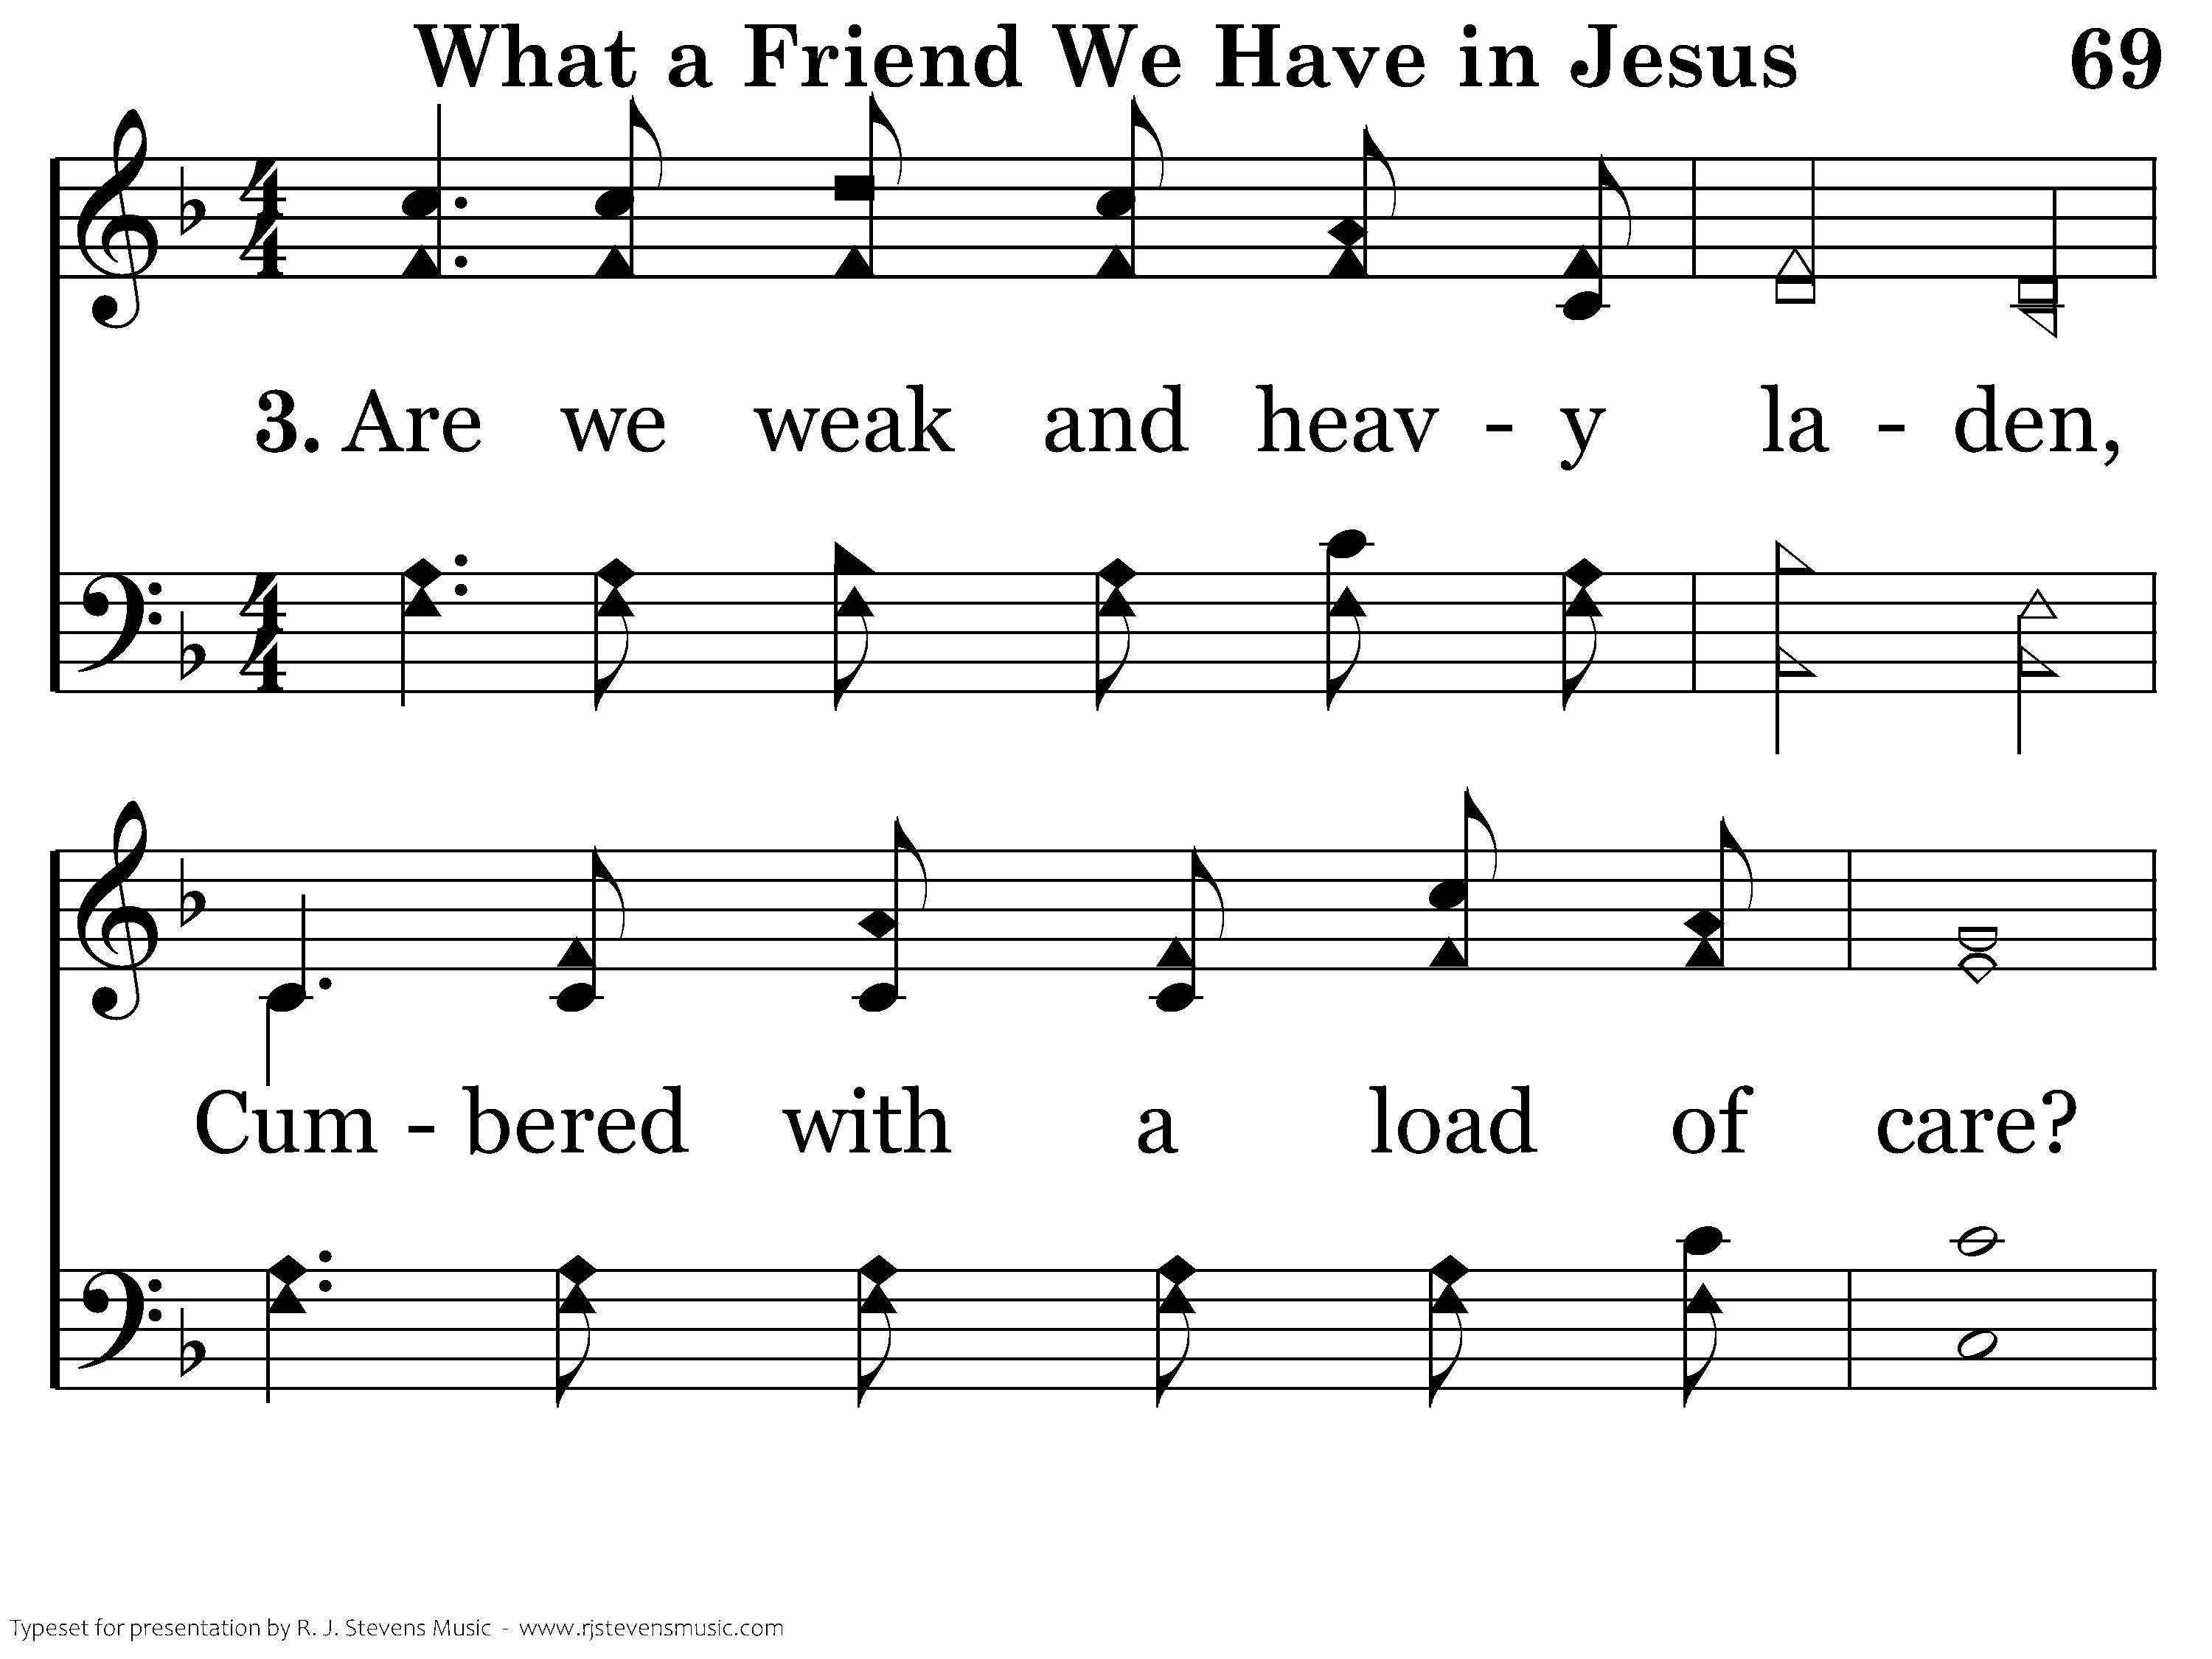 What a Friend We Have in Jesus 69
3. Are we weak and heav - y la - den,
Cum - bered with a load of care?
Typeset for presentation by R. J. Stevens Music - www.rjstevensmusic.com